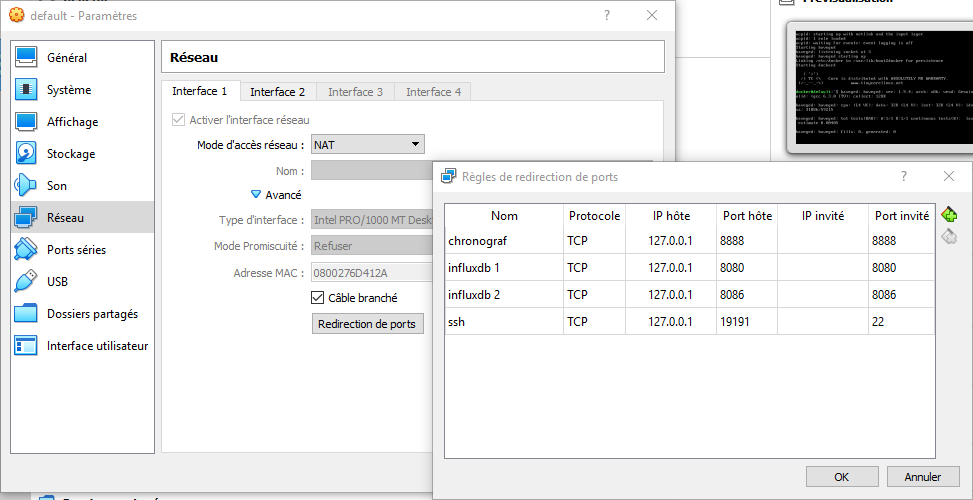 default - Paramètres
Général
Système
Affichage
Stockage
Son
Réseau
Ports séries
USB
Dossiers partagés
Interface utilisateur
Réseau
Interface 1 Interface 2 Interface 3 Interface 4
Activer l'interface réseau
Mode d'accès réseau : NAT
Nom :
Avancé
Type d'interface : Intel PRO/1000 MT Desk
Mode Promiscuité : Refuser
Adresse MAC : 0800276D412A
Câble branché
Redirection de ports
Règles de redirection de ports
Nom Protocole IP hôte Port hôte IP invité Port invité
chronograf TCP 127.0.0.1 8888 8888
influxdb 1 TCP 127.0.0.1 8080 8080
influxdb 2 TCP 127.0.0.1 8086 8086
ssh TCP 127.0.0.1 19191 22
OK Annuler